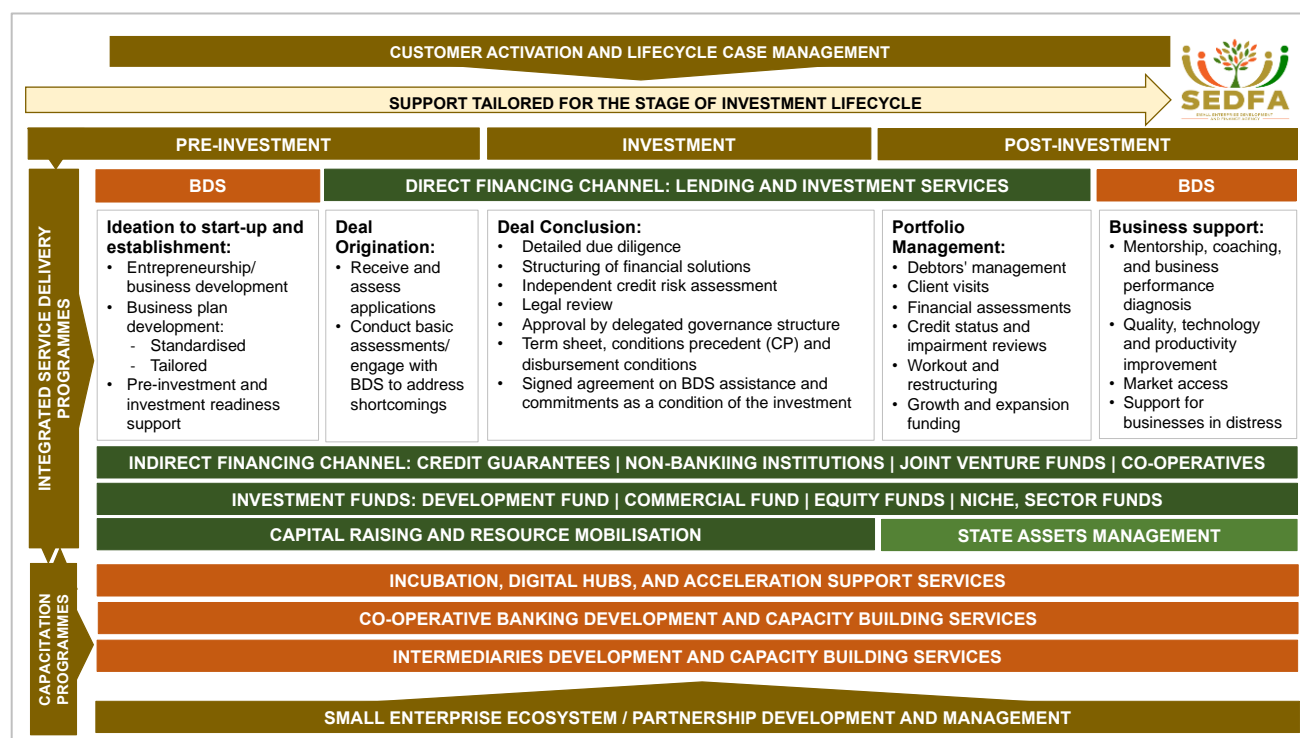 CUSTOMER ACTIVATION AND LIFECYCLE CASE MANAGEMENT
SUPPORT TAILORED FOR THE STAGE OF INVESTMENT LIFECYCLE
SEDFA
SMALL ENTERPRISE DEVELOPMENT
AND FINANCE AGENCY
PRE-INVESTMENT
INVESTMENT
POST-INVESTMENT
INTEGRATED SERVICE DELIVERY
PROGRAMMES
BDS
DIRECT FINANCING CHANNEL: LENDING AND INVESTMENT SERVICES
BDS
Ideation to start-up and
establishment:
• Entrepreneurship/
business development
• Business plan
development:
- Standardised
- Tailored
• Pre-investment and
investment readiness
support
Deal
Origination:
• Receive and
assess
applications
• Conduct basic
assessments/
engage with
BDS to address
shortcomings
Deal Conclusion:
• Detailed due diligence
• Structuring of financial solutions
• Independent credit risk assessment
• Legal review
• Approval by delegated governance structure
• Term sheet, conditions precedent (CP) and
disbursement conditions
• Signed agreement on BDS assistance and
commitments as a condition of the investment
Portfolio
Management:
• Debtors' management
• Client visits
• Financial assessments
• Credit status and
impairment reviews
• Workout and
restructuring
• Growth and expansion
funding
Business support:
• Mentorship, coaching,
and business
performance
diagnosis
• Quality, technology
and productivity
improvement
• Market access
• Support for
businesses in distress
INDIRECT FINANCING CHANNEL: CREDIT GUARANTEES | NON-BANKIING INSTITUTIONS | JOINT VENTURE FUNDS | CO-OPERATIVES
INVESTMENT FUNDS: DEVELOPMENT FUND | COMMERCIAL FUND | EQUITY FUNDS | NICHE, SECTOR FUNDS
CAPITAL RAISING AND RESOURCE MOBILISATION
STATE ASSETS MANAGEMENT
CAPACITATION
PROGRAMMES
INCUBATION, DIGITAL HUBS, AND ACCELERATION SUPPORT SERVICES
CO-OPERATIVE BANKING DEVELOPMENT AND CAPACITY BUILDING SERVICES
INTERMEDIARIES DEVELOPMENT AND CAPACITY BUILDING SERVICES
SMALL ENTERPRISE ECOSYSTEM / PARTNERSHIP DEVELOPMENT AND MANAGEMENT